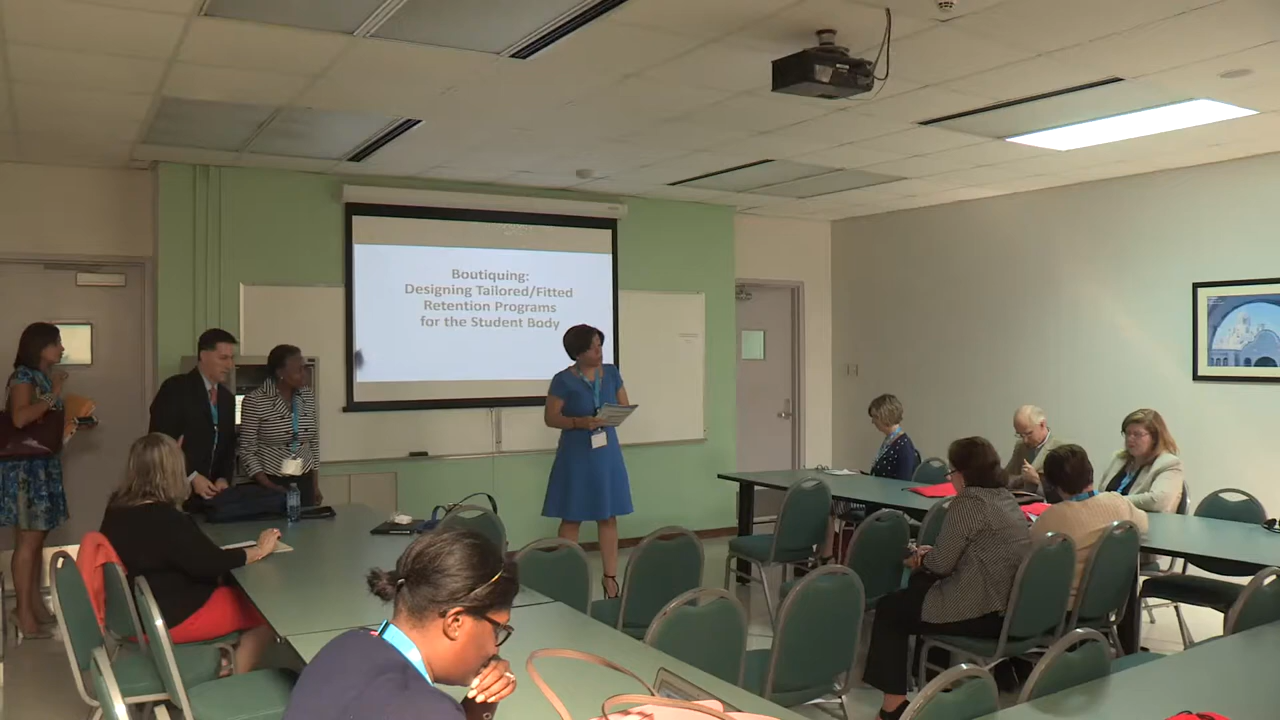 Boutiquing:
Designing Tailored/Fitted
Retention Programs
for the Student Body